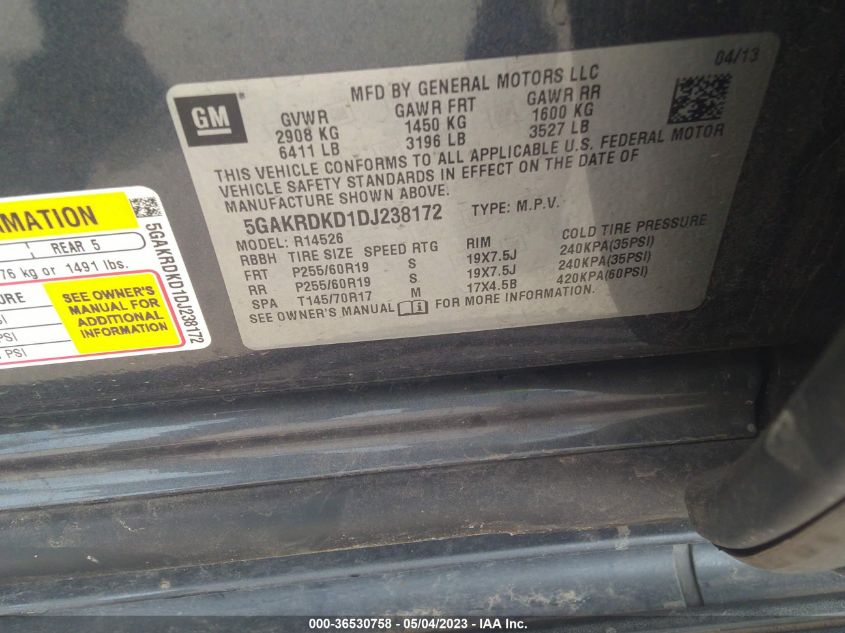 04/13
MFD BY GENERAL MOTORS LLC
GM
GVWR GAWR FRT GAWR RR
2908 KG 1450 KG 1600 KG
6411 LB 3196 LB 3527 LB
THIS VEHICLE CONFORMS TO ALL APPLICABLE U.S. FEDERAL MOTOR
VEHICLE SAFETY STANDARDS IN EFFECT ON THE DATE OF
MANUFACTURE SHOWN ABOVE.
5GAKRDKD1DJ238172 TYPE: M.P.V.
MODEL: R14526
RBBH TIRE SIZE SPEED RTG RIM COLD TIRE PRESSURE
FRT P255/60R19 S 19X7.5J 240KPA(35PSI)
RR P255/60R19 S 19X7.5J 240KPA(35PSI)
SPA T145/70R17 M 17X4.5B 420KPA(60PSI)
SEE OWNER'S MANUAL i FOR MORE INFORMATION.
RMATION
REAR 5
76 kg or 1491 lbs.
URE
SI
PSI
PSI
SEE OWNER'S
MANUAL FOR
ADDITIONAL
INFORMATION
5GAKRDKD1DJ238172
000-36530758 - 05/04/2023 - IAA Inc.